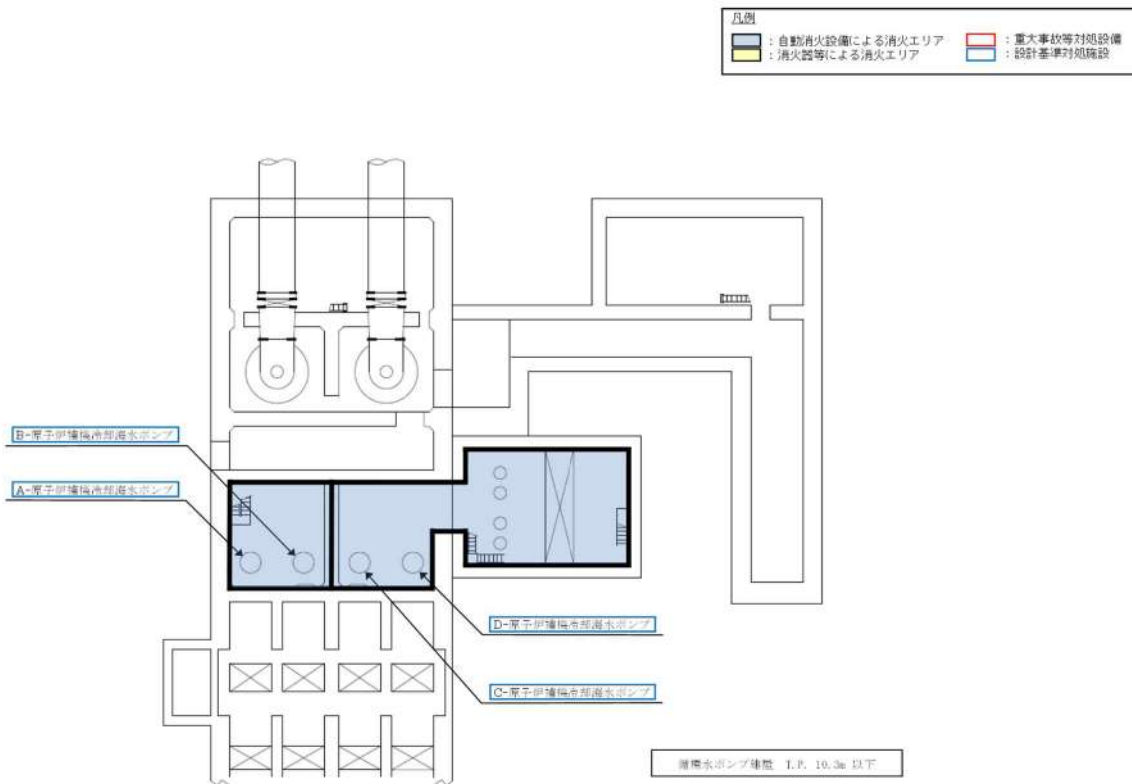 凡例
：自動消火設備による消火エリア
：重大事故等対処設備
：消火器等による消火エリア
：設計基準対処施設
B-原子炉補機冷却海水ポンプ
A-原子炉補機冷却海水ポンプ
D-原子炉補機冷却海水ポンプ
C-原子炉補機冷却海水ポンプ
循環水ポンプ建屋 T.P. 10.3m 以下